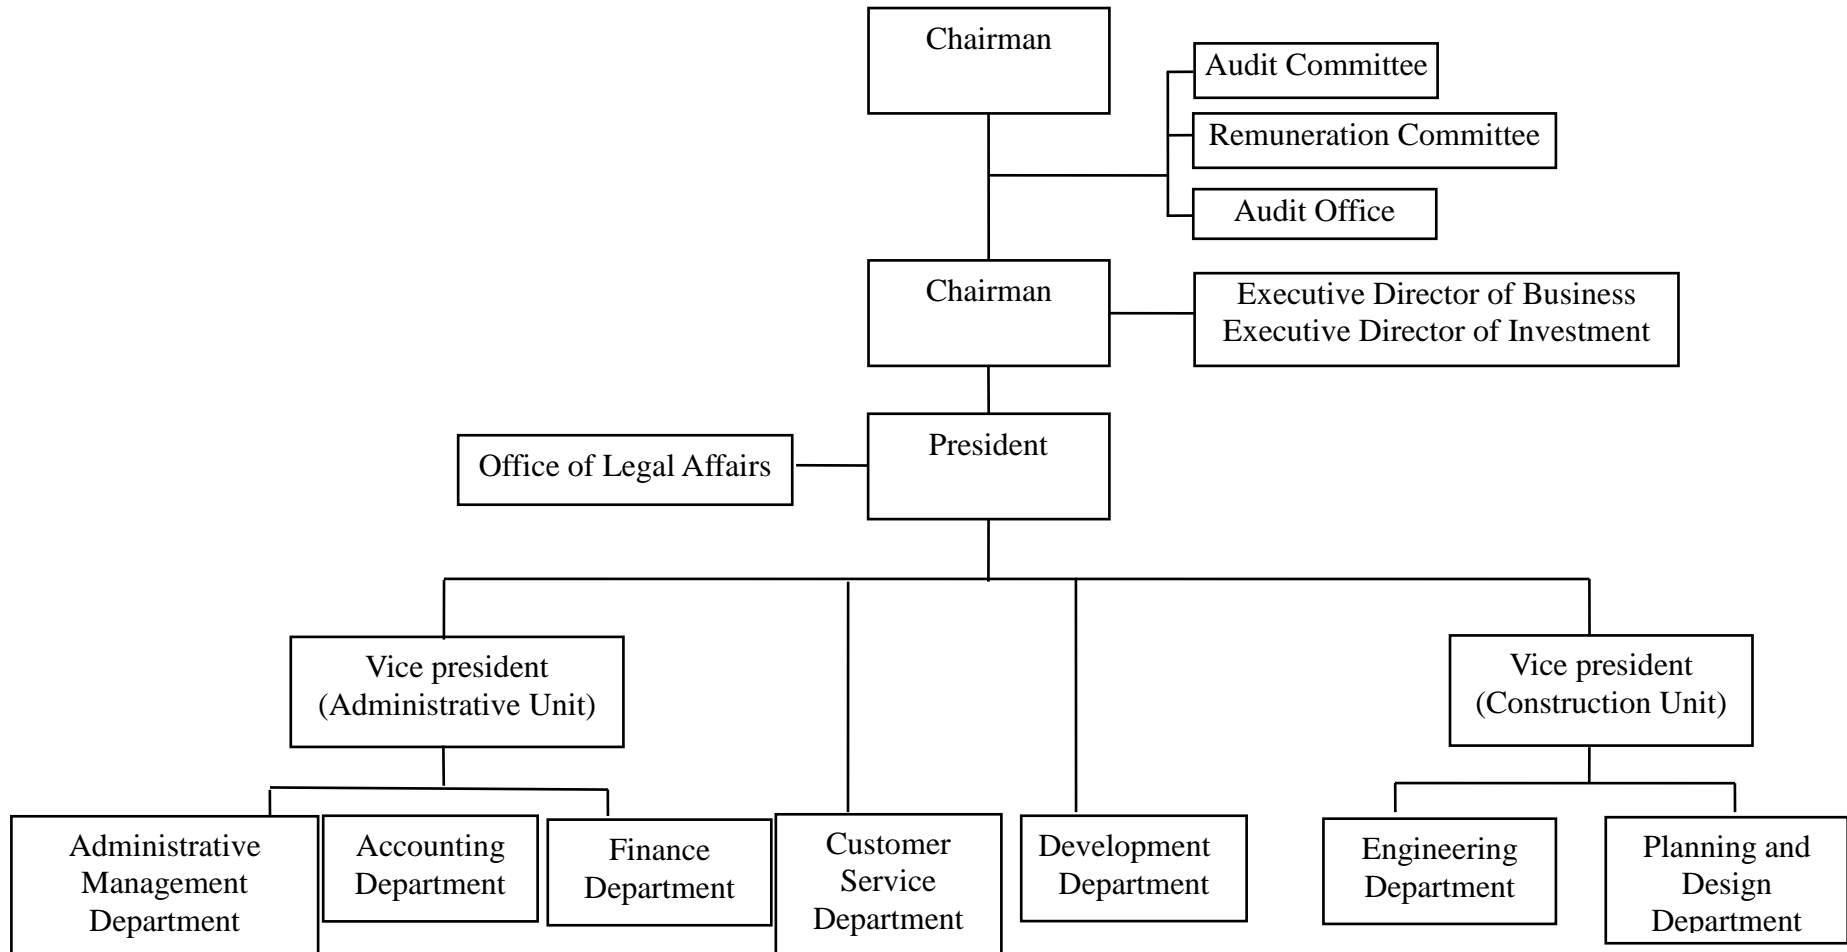 Chairman
Audit Committee
Remuneration Committee
Audit Office
Chairman
Executive Director of Business
Executive Director of Investment
President
Office of Legal Affairs
Vice president
(Administrative Unit)
Vice president
(Construction Unit)
Administrative
Management
Department
Accounting
Department
Finance
Department
Customer
Service
Department
Development
Department
Engineering
Department
Planning and
Design
Department